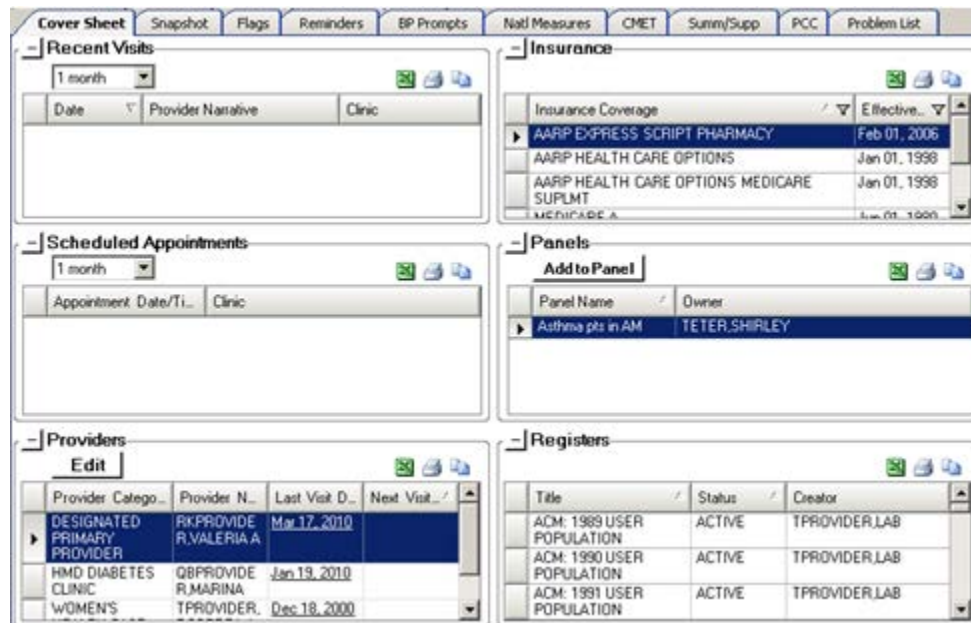 Cover Sheet Snapshot Flags Reminders BP Prompts Natl Measures CMET Summ/Supp PCC Problem List
Recent Visits
1 month
Date Provider Narrative Clinic
Insurance
Insurance Coverage Effective...
AARP EXPRESS SCRIPT PHARMACY Feb 01, 2006
AARP HEALTH CARE OPTIONS Jan 01, 1998
AARP HEALTH CARE OPTIONS MEDICARE Jan 01, 1998
SUPLMT
MEDICARE A
Scheduled Appointments
1 month
Appointment Date/Ti... Clinic
Panels
Add to Panel
Panel Name Owner
Asthma pts in AM TETER,SHIRLEY
Providers
Edit
Provider Catego... Provider N... Last Visit D... Next Visit...
DESIGNATED RKPROVIDE Mar 17, 2010
PRIMARY R,VALERIA A
PROVIDER
HMD DIABETES QBPROVIDE Jan 19, 2010
CLINIC R,MARINA
WOMEN'S TPROVIDER, Dec 18, 2000
Registers
Title Status Creator
ACM: 1989 USER ACTIVE TPROVIDER,LAB
POPULATION
ACM: 1990 USER ACTIVE TPROVIDER,LAB
POPULATION
ACM: 1991 USER ACTIVE TPROVIDER,LAB
POPULATION